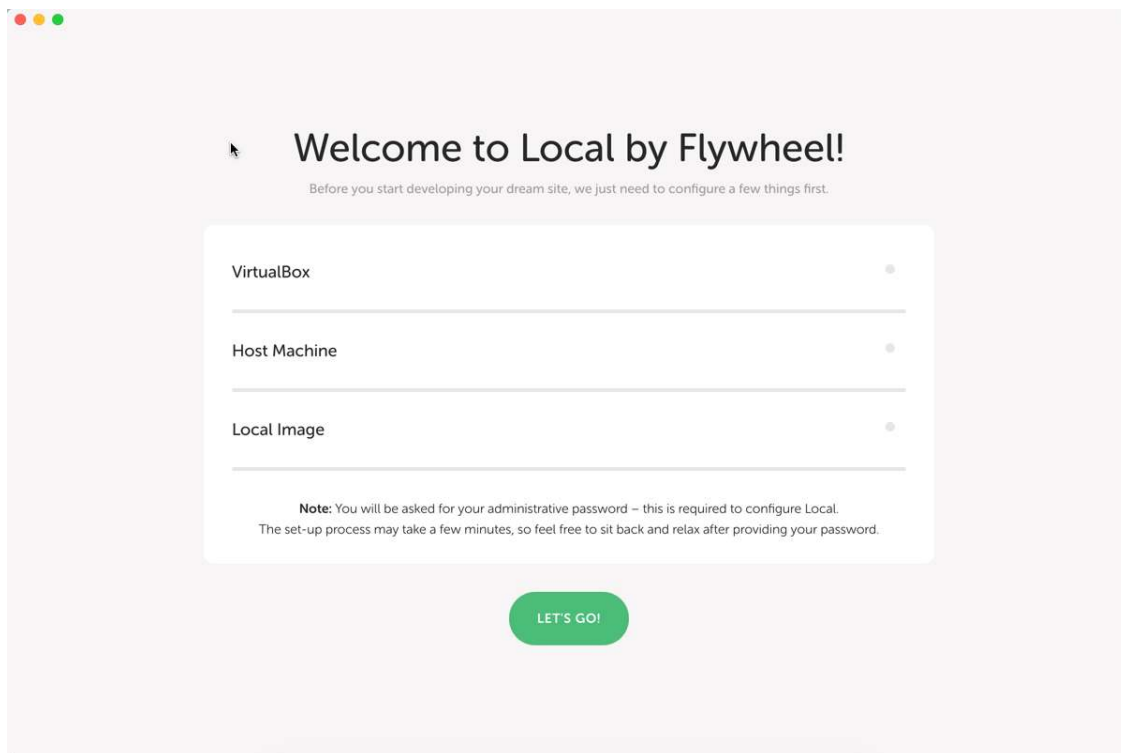 Welcome to Local by Flywheel!
Before you start developing your dream site, we just need to configure a few things first.
VirtualBox
Host Machine
Local Image
Note: You will be asked for your administrative password – this is required to configure Local.
The set-up process may take a few minutes, so feel free to sit back and relax after providing your password.
LET'S GO!